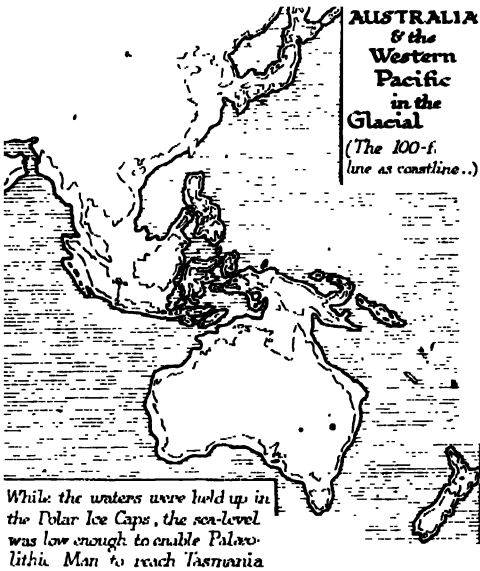 AUSTRALIA
& the
Western
Pacific
in the
Glacial
(The 100-f.
line as coastline..)
While the waters were held up in
the Polar Ice Caps, the sea-level
was low enough to enable Palæo-
lithic Man to reach Tasmania